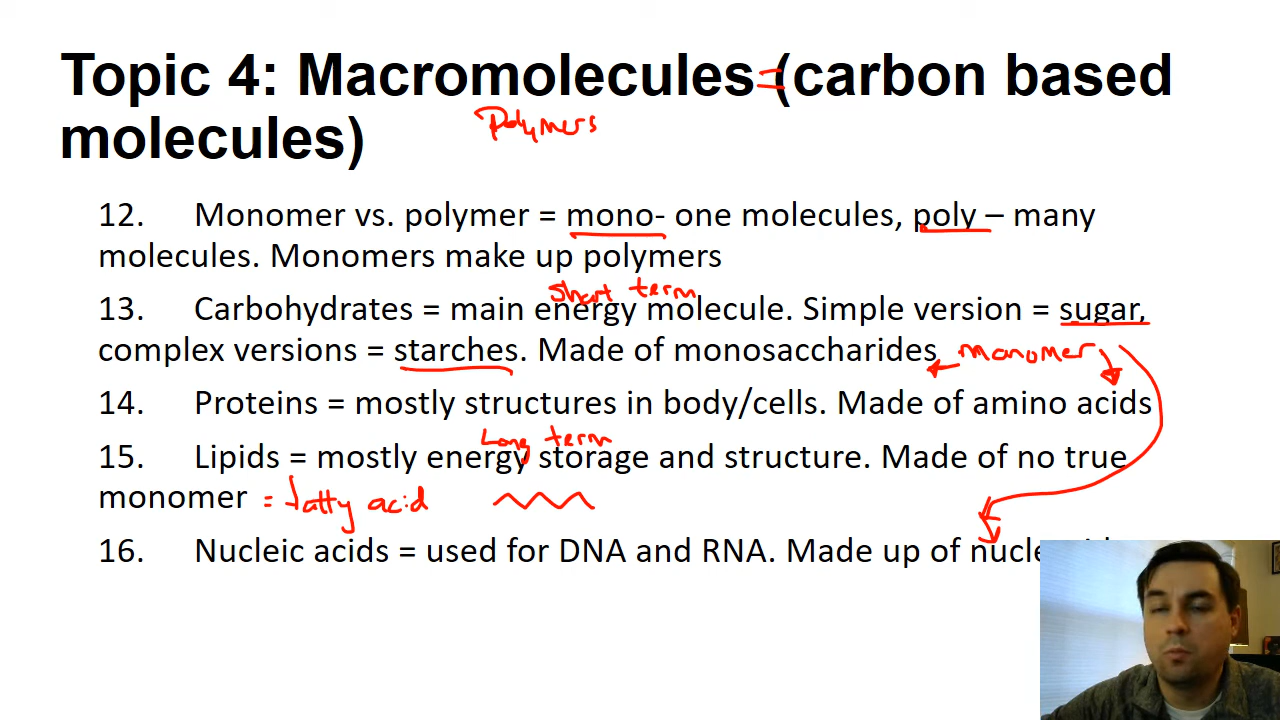 Topic 4: Macromolecules = (carbon based
Polymers
molecules)
12. Monomer vs. polymer = mono- one molecules, poly – many
molecules. Monomers make up polymers
short term
13. Carbohydrates = main energy molecule. Simple version = sugar,
complex versions = starches. Made of monosaccharides monomer
14. Proteins = mostly structures in body/cells. Made of amino acids
Long term
15. Lipids = mostly energy storage and structure. Made of no true
monomer = fatty acid
16. Nucleic acids = used for DNA and RNA. Made up of